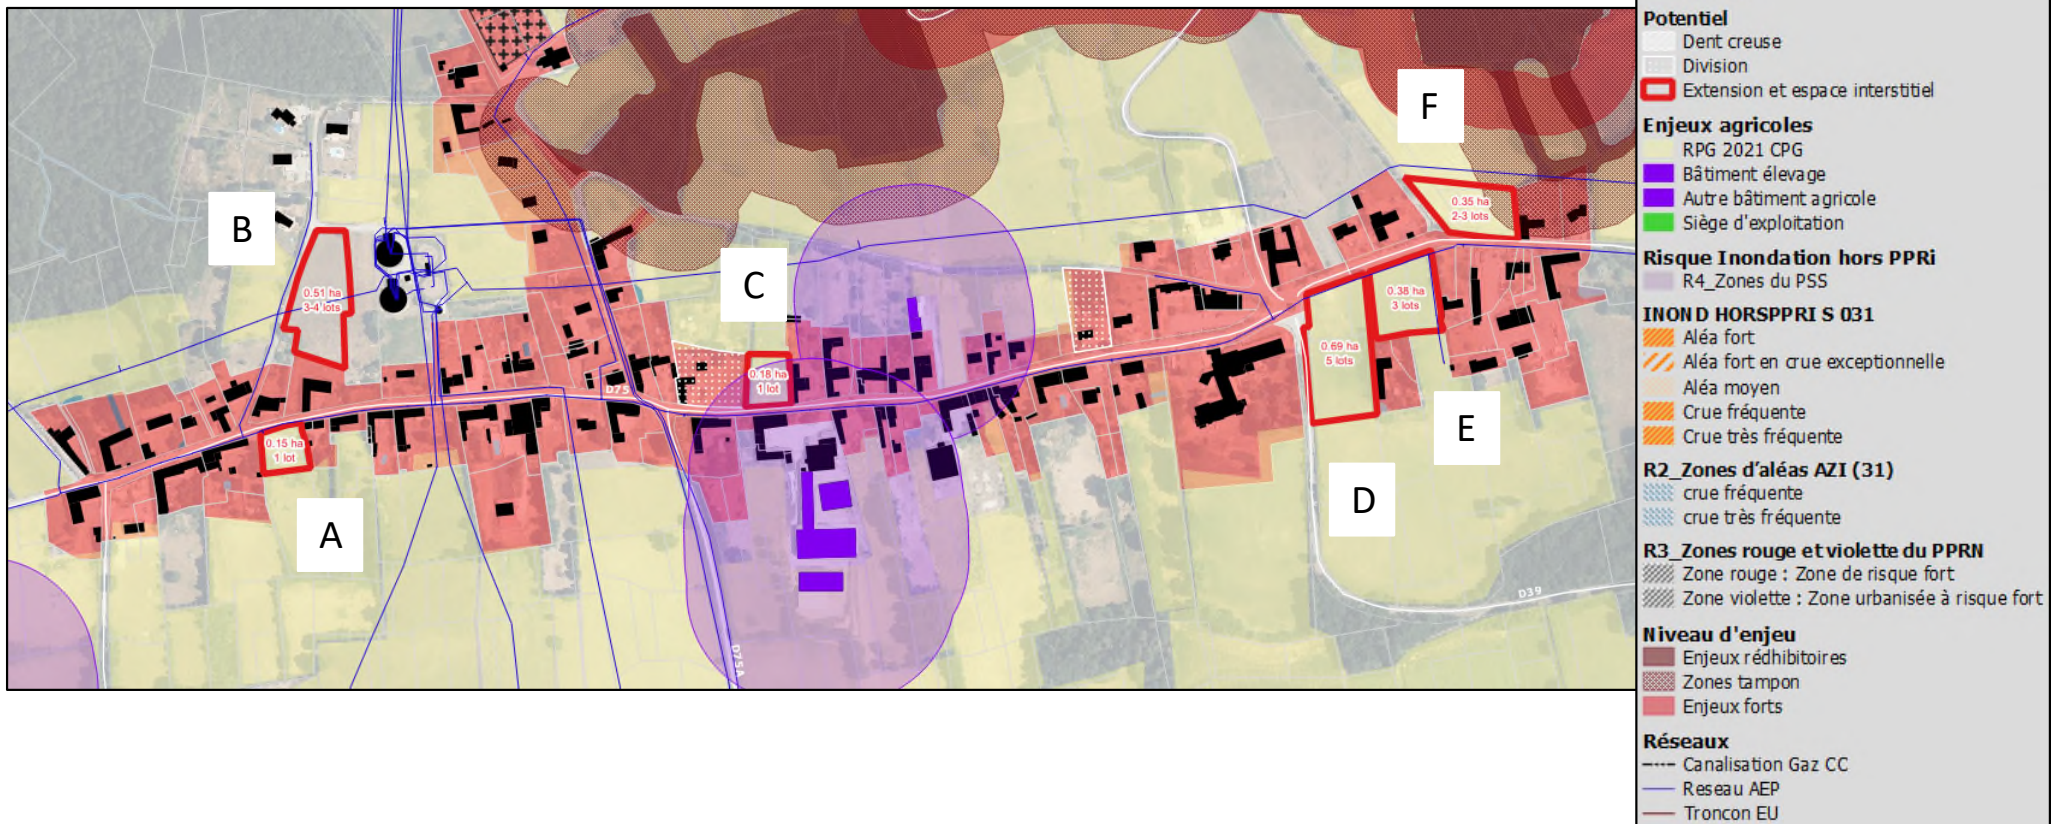 B
0.51 ha
3-4 lots
A
0.15 ha
1 lot
C
0.18 ha
1 lot
D75
D75A
F
0.35 ha
2-3 lots
0.38 ha
3 lots
0.69 ha
5 lots
E
D
D39
Potentiel
Dent creuse
Division
Extension et espace interstitiel
Enjeux agricoles
RPG 2021 CPG
Bâtiment élevage
Autre bâtiment agricole
Siège d'exploitation
Risque Inondation hors PPRi
R4_Zones du PSS
INOND HORSPPRI S 031
Aléa fort
Aléa fort en crue exceptionnelle
Aléa moyen
Crue fréquente
Crue très fréquente
R2_Zones d'aléas AZI (31)
crue fréquente
crue très fréquente
R3_Zones rouge et violette du PPRN
Zone rouge : Zone de risque fort
Zone violette : Zone urbanisée à risque fort
Niveau d'enjeu
Enjeux rédhibitoires
Zones tampon
Enjeux forts
Réseaux
Canalisation Gaz CC
Reseau AEP
Troncon EU